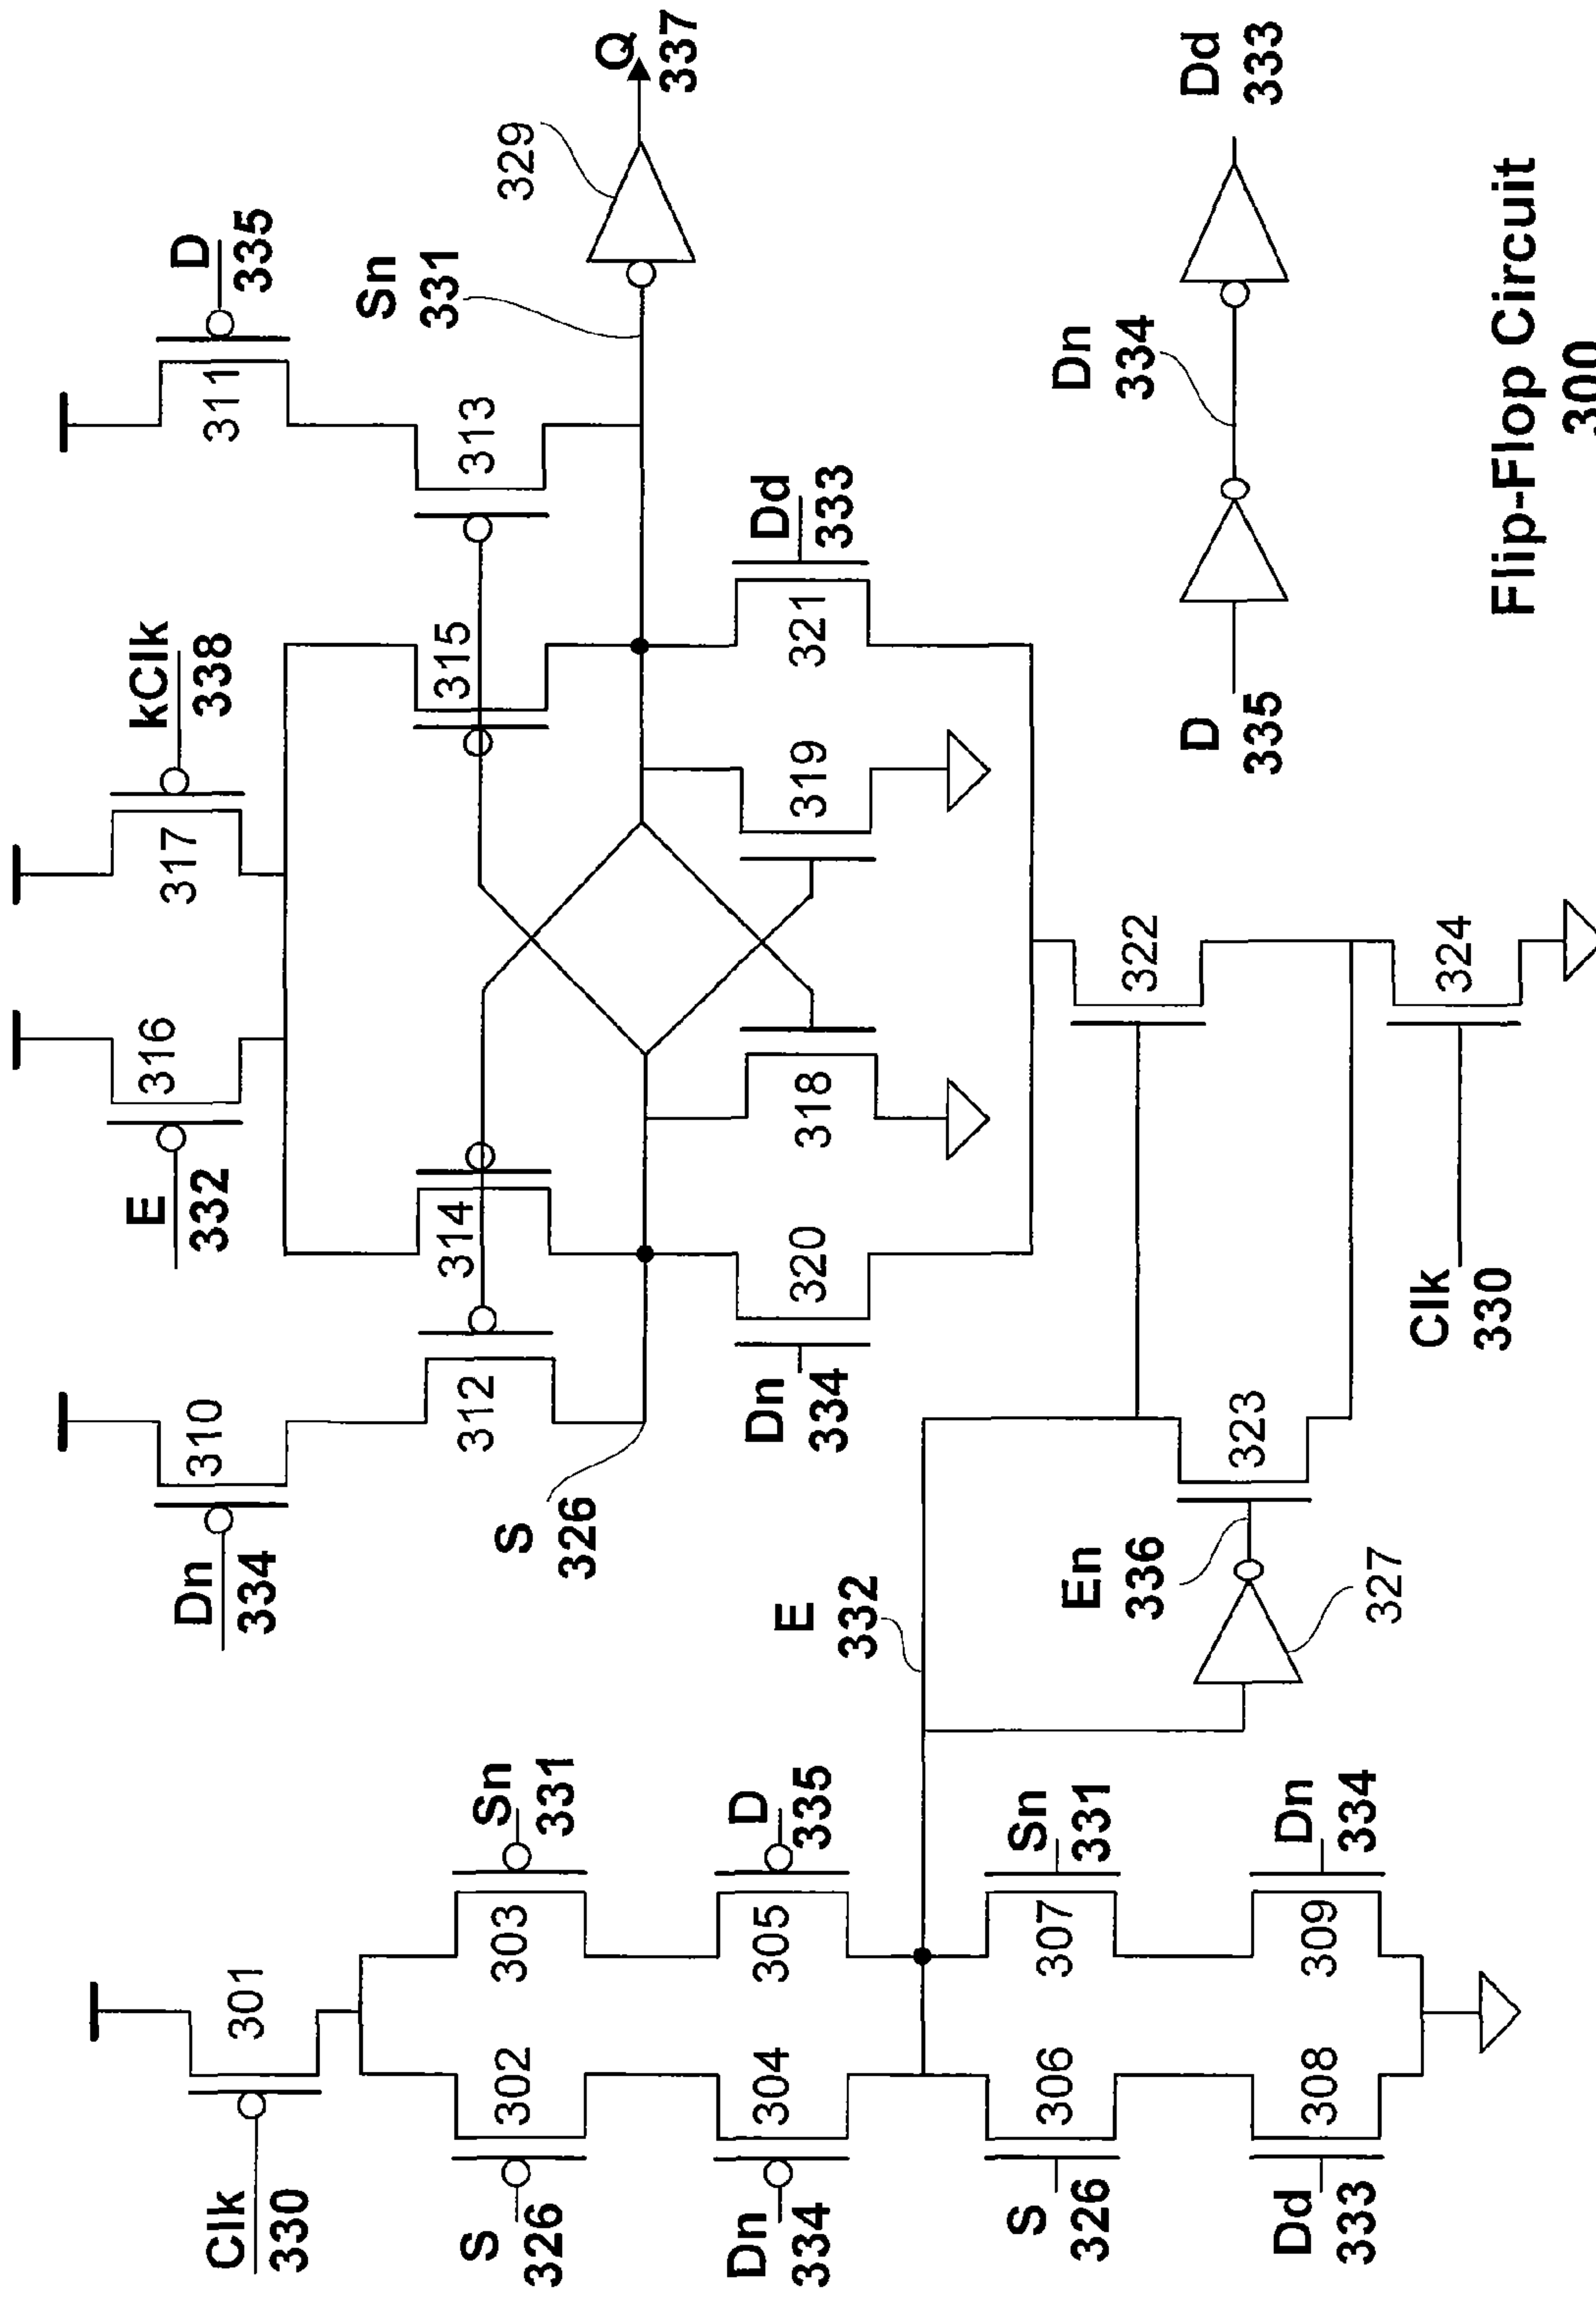 E
332
316
kClk
338
317
D
335
311
Dn
334
310
312
314
315
313
Sn
331
329
Q
337
S
326
Dn
334
320
318
319
321
Dd
333
Clk
330
301
S
326
302
303
Sn
331
Dn
334
304
305
D
335
E
332
S
326
306
307
Sn
331
Dd
333
308
309
Dn
334
En
336
327
323
322
324
Clk
330
D
335
Dn
334
Dd
333
Flip-Flop Circuit
300